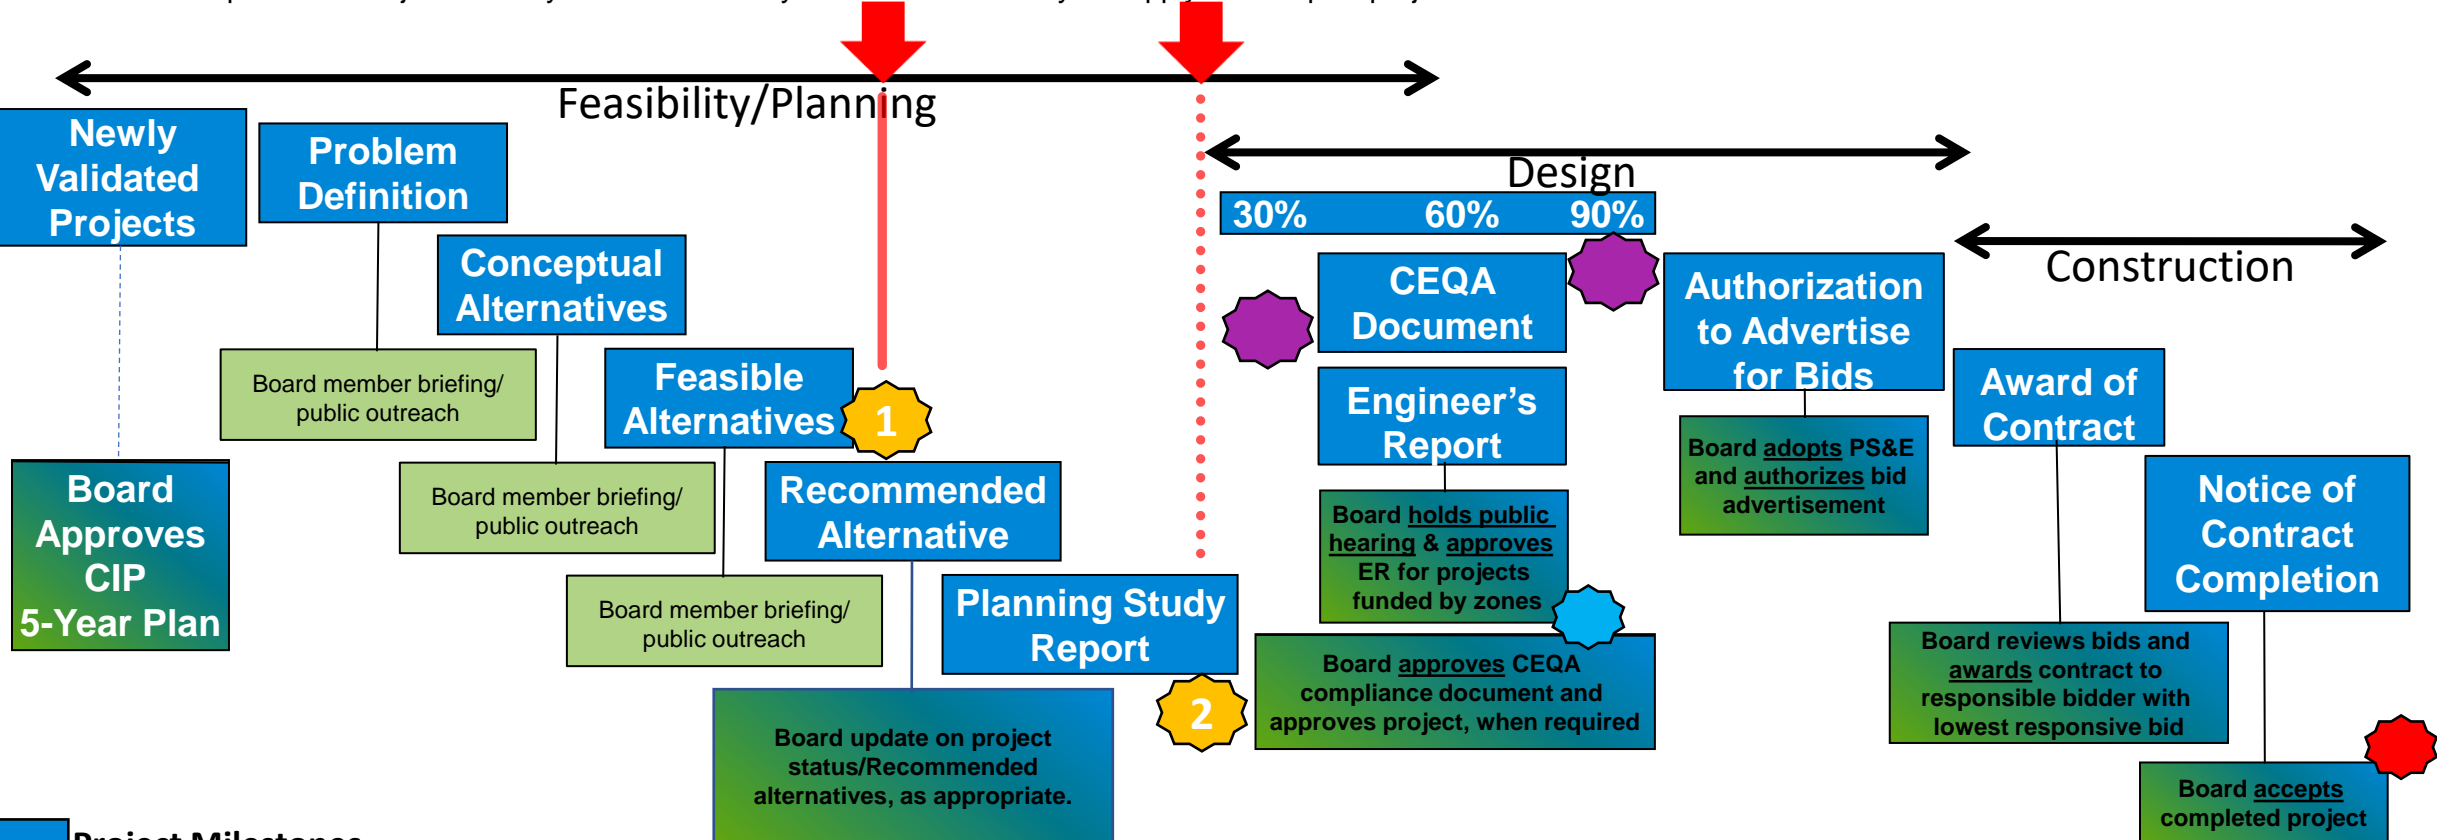 Feasibility/Planning
Newly
Validated
Projects
Problem
Definition
Conceptual
Alternatives
Feasible
Alternatives
1
Recommended
Alternative
Planning Study
Report
2
Board member briefing/
public outreach
Board member briefing/
public outreach
Board member briefing/
public outreach
Board
Approves
CIP
5-Year Plan
Board update on project
status/Recommended
alternatives, as appropriate.
Design
30% 60% 90%
CEQA
Document
Engineer’s
Report
Board holds public
hearing & approves
ER for projects
funded by zones
Board approves CEQA
compliance document and
approves project, when required
Authorization
to Advertise
for Bids
Board adopts PS&E
and authorizes bid
advertisement
Construction
Award of
Contract
Board reviews bids and
awards contract to
responsible bidder with
lowest responsive bid
Notice of
Contract
Completion
Board accepts
completed project
Project Milestones